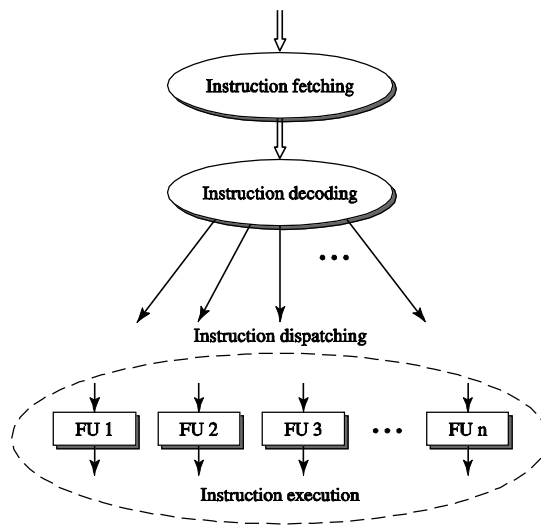 Instruction fetching
Instruction decoding
Instruction dispatching
FU 1 FU 2 FU 3 FU n
Instruction execution